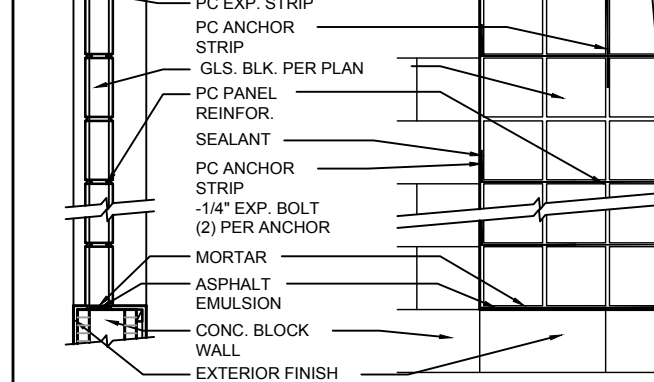 PC EXP. STRIP
PC ANCHOR
STRIP
GLS. BLK. PER PLAN
PC PANEL
REINFOR.
SEALANT
PC ANCHOR
STRIP
-1/4" EXP. BOLT
(2) PER ANCHOR
MORTAR
ASPHALT
EMULSION
CONC. BLOCK
WALL
EXTERIOR FINISH